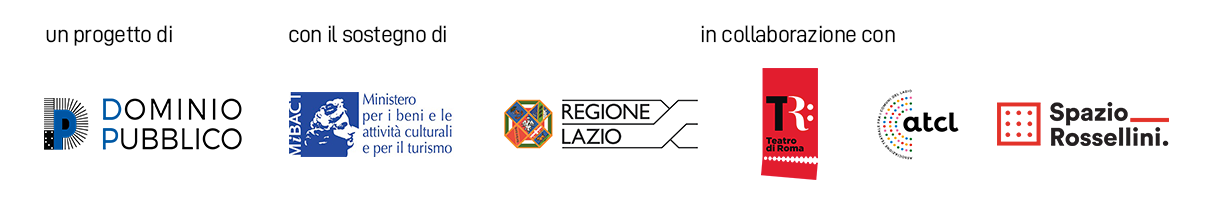 un progetto di
con il sostegno di
in collaborazione con
DP
DOMINIO
PUBBLICO
MiBACT
Ministero
per i beni e le
attività culturali
e per il turismo
REGIONE
LAZIO
TR:
Teatro
di Roma
atcl
Spazio
Rossellini.